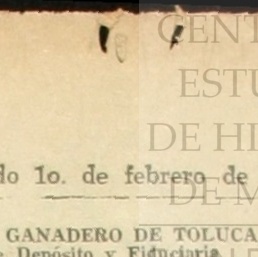 CENT
ESTU
DE HI
DE M
do 1o. de febrero de
GANADERO DE TOLUCA
e Depósito y Fiduciaria